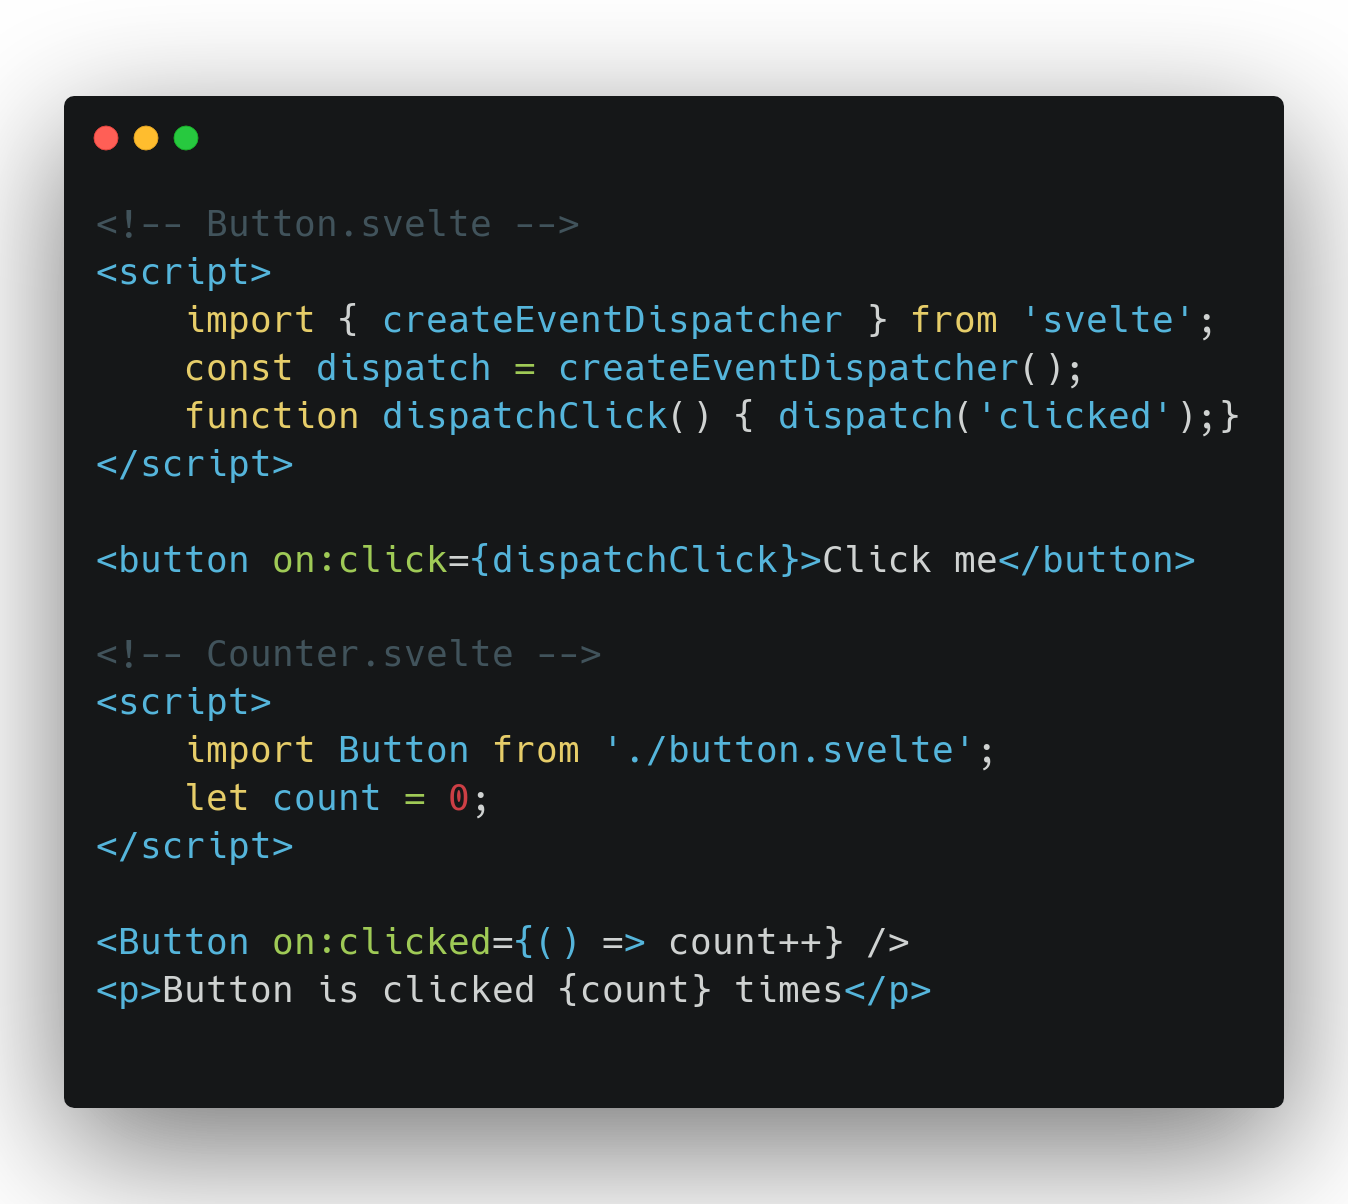 <!-- Button.svelte -->
<script>
    import { createEventDispatcher } from 'svelte';
    const dispatch = createEventDispatcher();
    function dispatchClick() { dispatch('clicked');}
</script>

<button on:click={dispatchClick}>Click me</button>

<!-- Counter.svelte -->
<script>
    import Button from './button.svelte';
    let count = 0;
</script>

<Button on:clicked={() => count++} />
<p>Button is clicked {count} times</p>